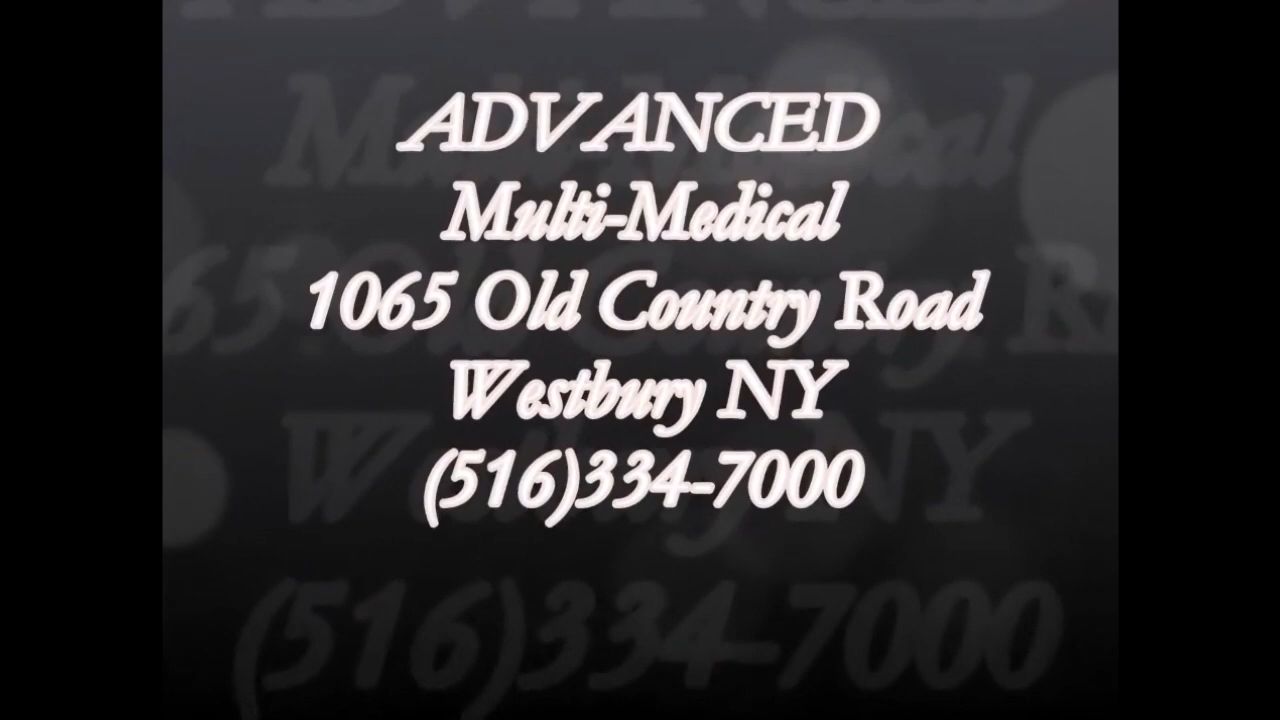 ADVANCED
Multi-Medical
1065 Old Country Road
Westbury NY
(516)334-7000